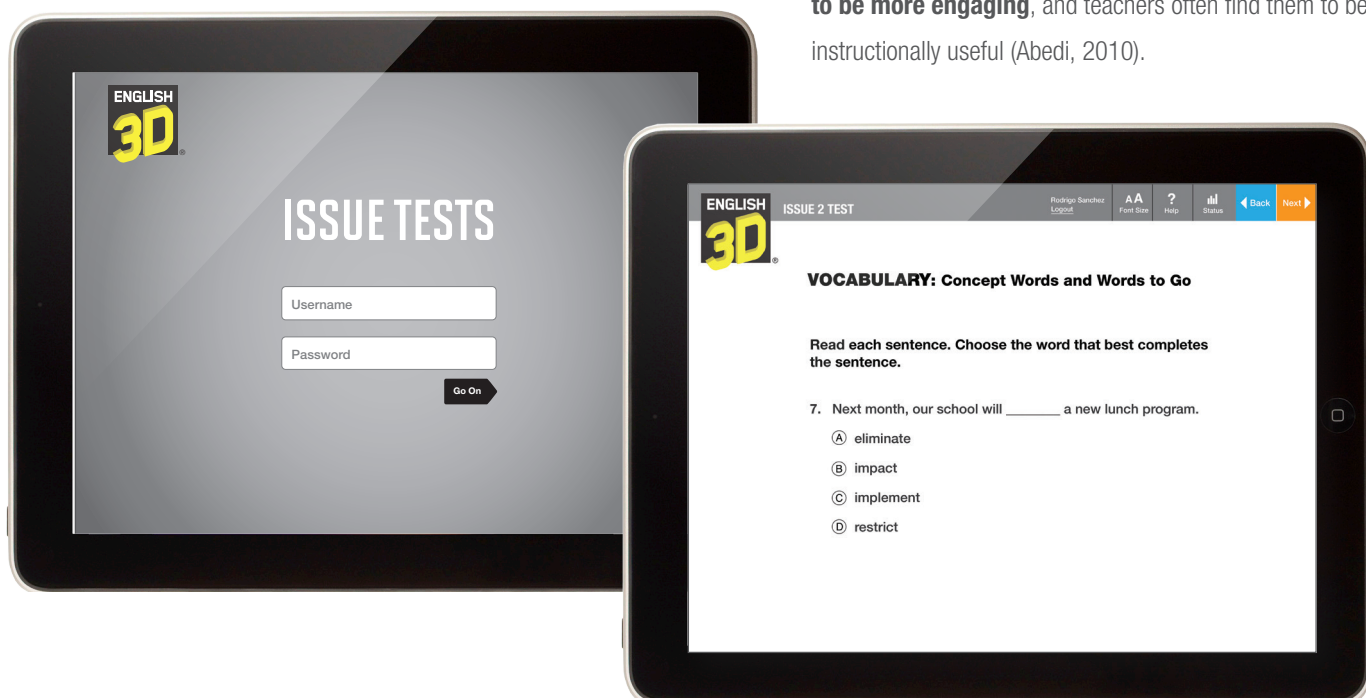 to be more engaging, and teachers often find them to be
instructionally useful (Abedi, 2010).
ENGLISH
3D®
ISSUE TESTS
Username
Password
Go On
ENGLISH
3D®
ISSUE 2 TEST
Rodrigo Sanchez
Logout
AA
Font Size
?
Help
Status
Back
Next
VOCABULARY: Concept Words and Words to Go
Read each sentence. Choose the word that best completes
the sentence.
7. Next month, our school will ________ a new lunch program.
A eliminate
B impact
C implement
D restrict